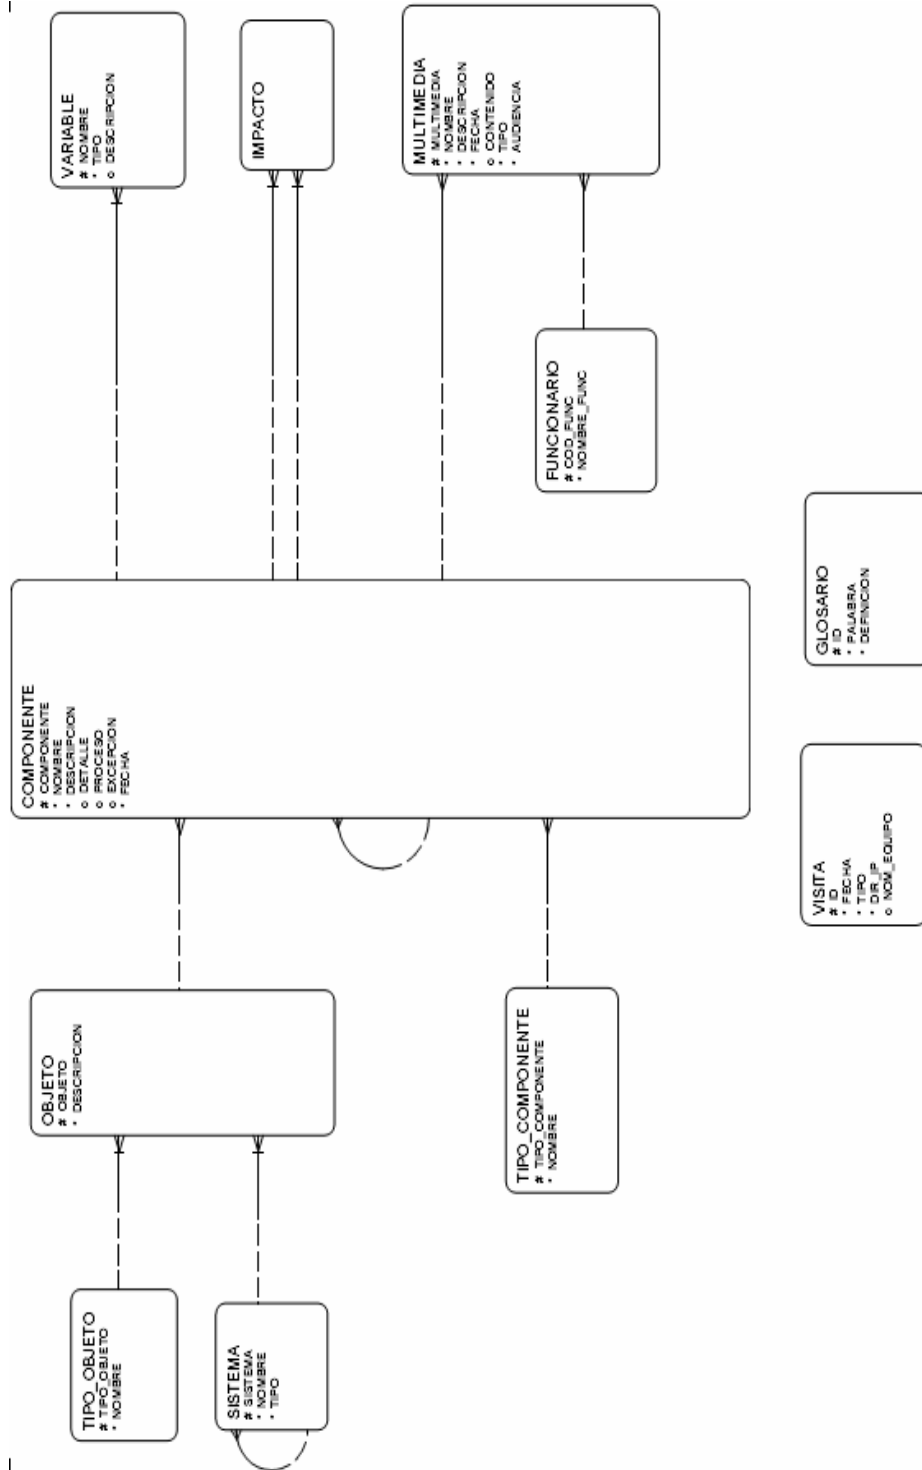 TIPO_OBJETO
# TIPO_OBJETO
* NOMBRE
SISTEMA
# SISTEMA
* NOMBRE
* TIPO
OBJETO
# OBJETO
* DESCRIPCION
TIPO_COMPONENTE
# TIPO_COMPONENTE
* NOMBRE
COMPONENTE
# COMPONENTE
* NOMBRE
* DESCRIPCION
o DETALLE
o PROCESO
o EXCEPCION
* FECHA
VARIABLE
# NOMBRE
* TIPO
o DESCRIPCION
IMPACTO
MULTIMEDIA
# MULTIMEDIA
* NOMBRE
* DESCRIPCION
* FECHA
o CONTENIDO
* TIPO
* AUDIENCIA
FUNCIONARIO
# COD_FUNC
* NOMBRE_FUNC
VISITA
# ID
* FECHA
* TIPO
* DIR_IP
o NOM_EQUIPO
GLOSARIO
# ID
* PALABRA
* DEFINICION